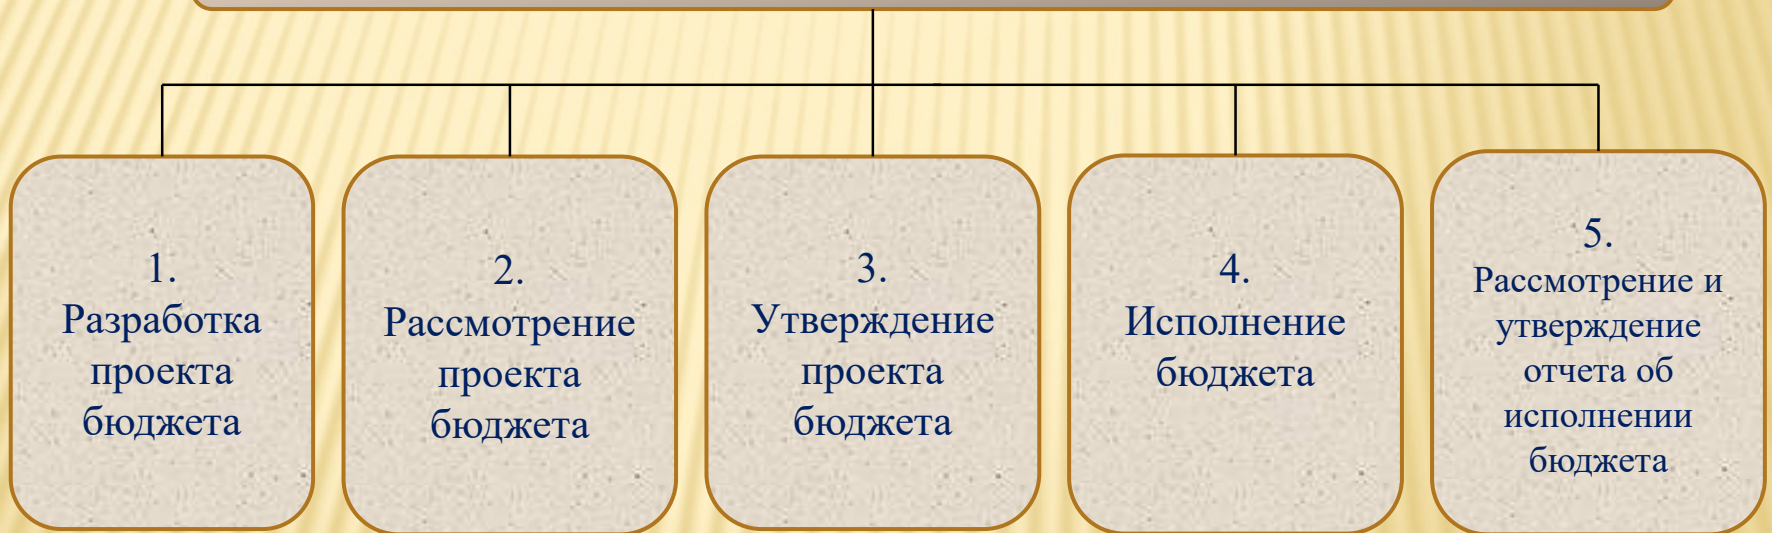 1.
Разработка
проекта
бюджета
2.
Рассмотрение
проекта
бюджета
3.
Утверждение
проекта
бюджета
4.
Исполнение
бюджета
5.
Рассмотрение и
утверждение
отчета об
исполнении
бюджета